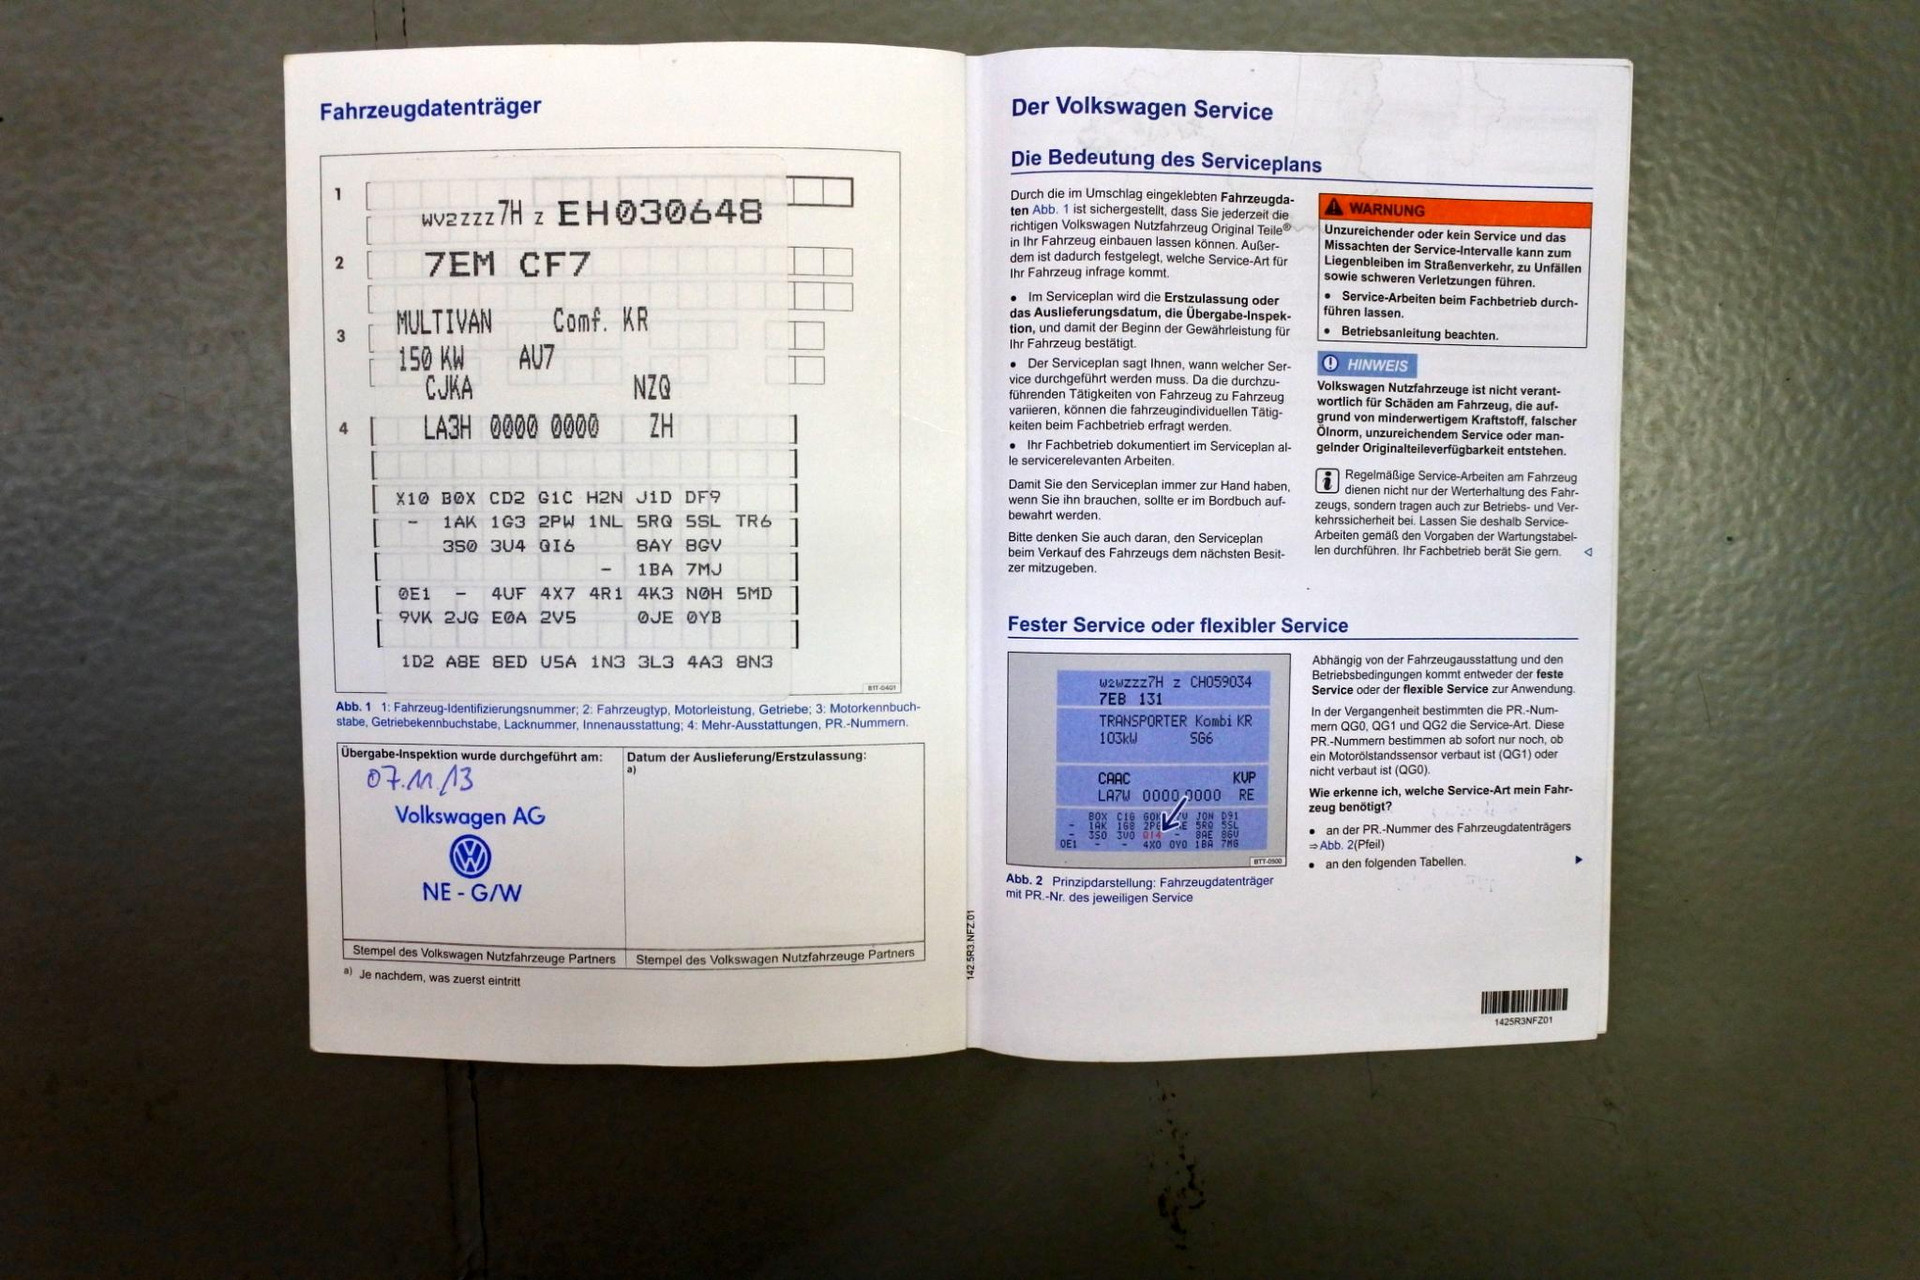 Fahrzeugdatenträger
1
WV2ZZZ7H Z EH030648
2
7EM CF7
MULTIVAN Comf. KR
3
150 KW AU7
CJKA NZQ
4
LA3H 0000 0000 ZH
X10 B0X CD2 G1C H2N J1D DF9
- 1AK 1G3 2PW 1NL 5RQ 5SL TR6
3S0 3U4 QI6 8AY 8GV
- 1BA 7MJ
0E1 - 4UF 4X7 4R1 4K3 N0H 5MD
9VK 2JG E0A 2V5 0JE 0YB
1D2 A8E 8ED U5A 1N3 3L3 4A3 8N3
B1T-0401
Abb. 1 1: Fahrzeug-Identifizierungsnummer; 2: Fahrzeugtyp, Motorleistung, Getriebe; 3: Motorkennbuch-
stabe, Getriebekennbuchstabe, Lacknummer, Innenausstattung; 4: Mehr-Ausstattungen, PR.-Nummern.
Übergabe-Inspektion wurde durchgeführt am:
07.11.13
Volkswagen AG
NE - G/W
Stempel des Volkswagen Nutzfahrzeuge Partners
Datum der Auslieferung/Erstzulassung:
a)
Stempel des Volkswagen Nutzfahrzeuge Partners
a) Je nachdem, was zuerst eintritt
142.5R3.NFZ.01
Der Volkswagen Service
Die Bedeutung des Serviceplans
Durch die im Umschlag eingeklebten Fahrzeugda-
ten Abb. 1 ist sichergestellt, dass Sie jederzeit die
richtigen Volkswagen Nutzfahrzeug Original Teile®
in Ihr Fahrzeug einbauen lassen können. Außer-
dem ist dadurch festgelegt, welche Service-Art für
Ihr Fahrzeug infrage kommt.
• Im Serviceplan wird die Erstzulassung oder
das Auslieferungsdatum, die Übergabe-Inspek-
tion, und damit der Beginn der Gewährleistung für
Ihr Fahrzeug bestätigt.
• Der Serviceplan sagt Ihnen, wann welcher Ser-
vice durchgeführt werden muss. Da die durchzu-
führenden Tätigkeiten von Fahrzeug zu Fahrzeug
variieren, können die fahrzeugindividuellen Tätig-
keiten beim Fachbetrieb erfragt werden.
• Ihr Fachbetrieb dokumentiert im Serviceplan al-
le servicerelevanten Arbeiten.
Damit Sie den Serviceplan immer zur Hand haben,
wenn Sie ihn brauchen, sollte er im Bordbuch auf-
bewahrt werden.
Bitte denken Sie auch daran, den Serviceplan
beim Verkauf des Fahrzeugs dem nächsten Besit-
zer mitzugeben.
WARNUNG
Unzureichender oder kein Service und das
Missachten der Service-Intervalle kann zum
Liegenbleiben im Straßenverkehr, zu Unfällen
sowie schweren Verletzungen führen.
• Service-Arbeiten beim Fachbetrieb durch-
führen lassen.
• Betriebsanleitung beachten.
HINWEIS
Volkswagen Nutzfahrzeuge ist nicht verant-
wortlich für Schäden am Fahrzeug, die auf-
grund von minderwertigem Kraftstoff, falscher
Ölnorm, unzureichendem Service oder man-
gelnder Originalteileverfügbarkeit entstehen.
Regelmäßige Service-Arbeiten am Fahrzeug
dienen nicht nur der Werterhaltung des Fahr-
zeugs, sondern tragen auch zur Betriebs- und Ver-
kehrssicherheit bei. Lassen Sie deshalb Service-
Arbeiten gemäß den Vorgaben der Wartungstabel-
len durchführen. Ihr Fachbetrieb berät Sie gern.
Fester Service oder flexibler Service
W2WZZZ7H Z CH059034
7EB 131
TRANSPORTER Kombi KR
103kW 5G6
CAAC KVP
LA7W 0000 0000 RE
BTT-0500
Abb. 2 Prinzipdarstellung: Fahrzeugdatenträger
mit PR.-Nr. des jeweiligen Service
Abhängig von der Fahrzeugausstattung und den
Betriebsbedingungen kommt entweder der feste
Service oder der flexible Service zur Anwendung.
In der Vergangenheit bestimmten die PR.-Num-
mern QG0, QG1 und QG2 die Service-Art. Diese
PR.-Nummern bestimmen ab sofort nur noch, ob
ein Motorölstandssensor verbaut ist (QG1) oder
nicht verbaut ist (QG0).
Wie erkenne ich, welche Service-Art mein Fahr-
zeug benötigt?
• an der PR.-Nummer des Fahrzeugdatenträgers
⇒Abb. 2(Pfeil)
• an den folgenden Tabellen.
1425R3NFZ01